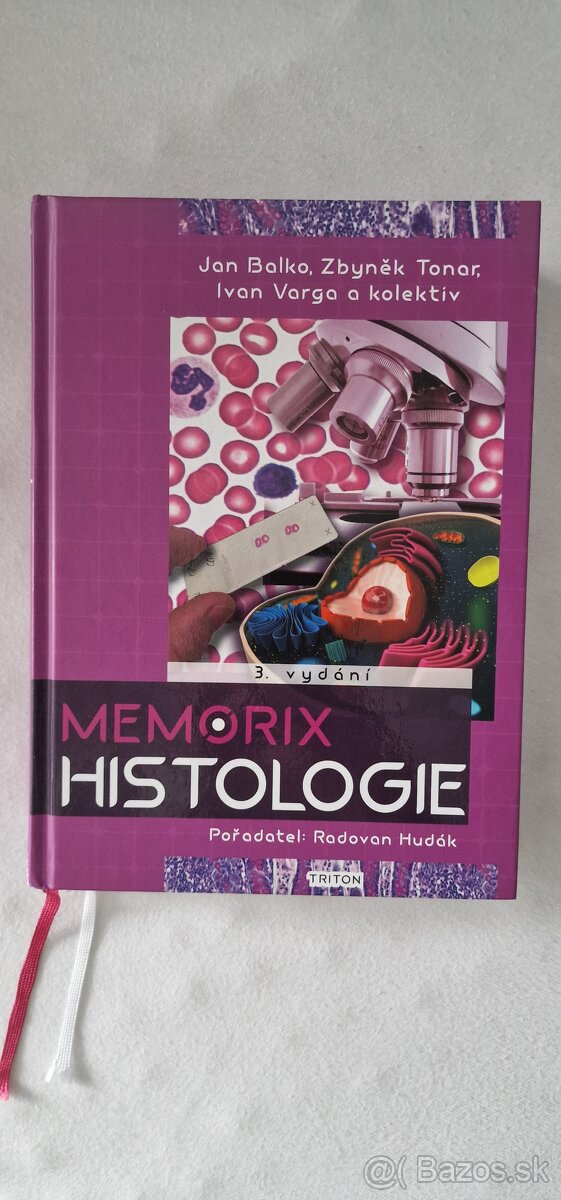 Jan Balko, Zbyněk Tonar,
Ivan Varga a kolektiv
3. vydání
MEMORIX
HISTOLOGIE
Pořadatel: Radovan Hudák
TRITON
@( Bazos.sk